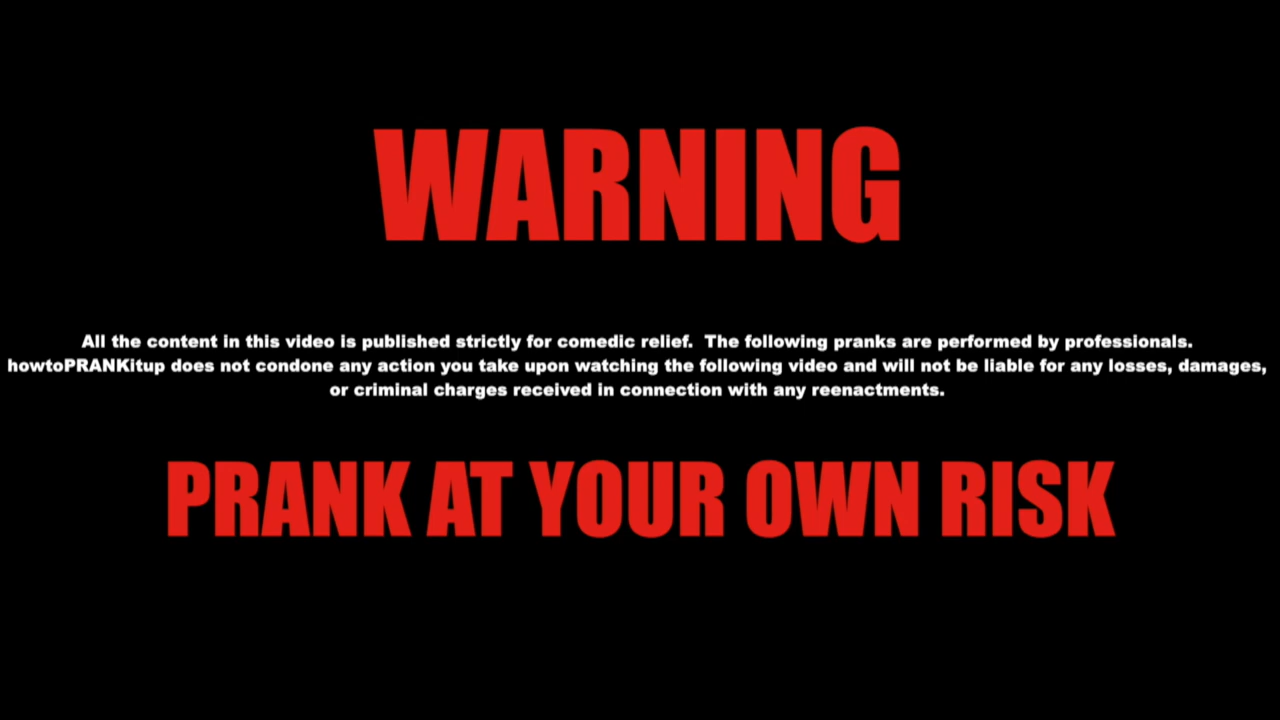 WARNING
All the content in this video is published strictly for comedic relief.  The following pranks are performed by professionals.
howtoPRANKitup does not condone any action you take upon watching the following video and will not be liable for any losses, damages,
or criminal charges received in connection with any reenactments.
PRANK AT YOUR OWN RISK